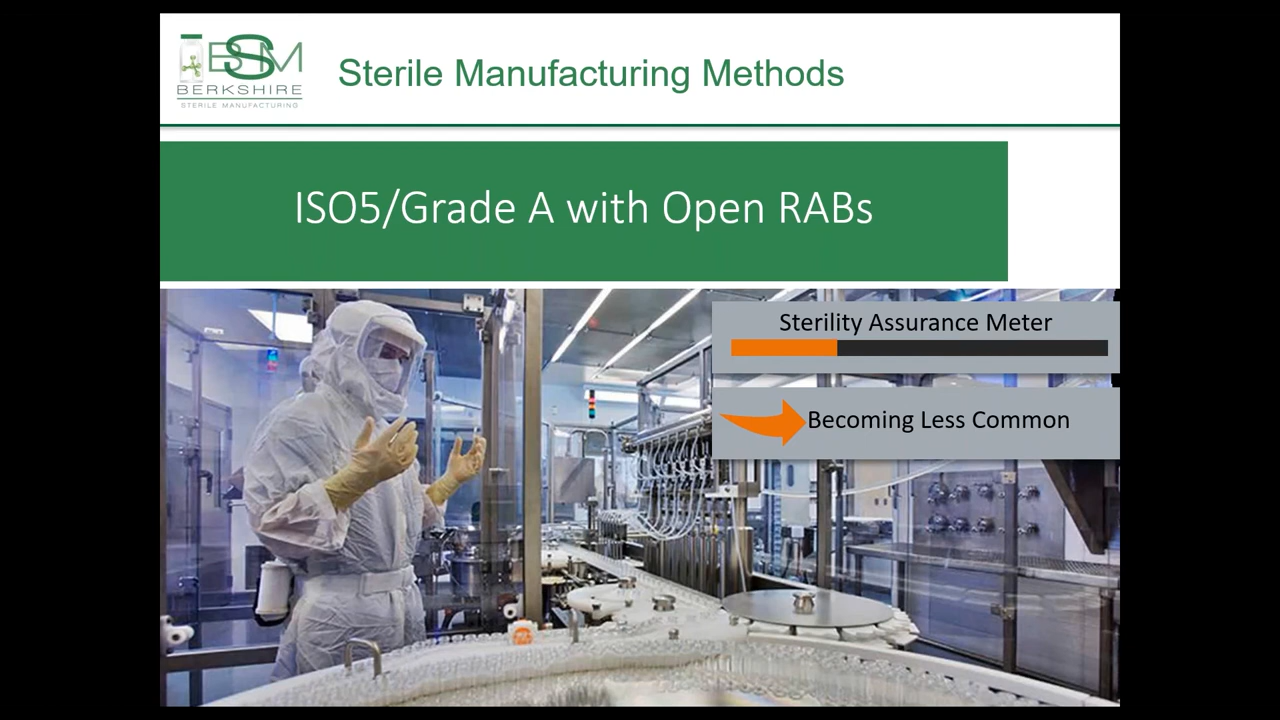 BSM
BERKSHIRE
STERILE MANUFACTURING
Sterile Manufacturing Methods
ISO5/Grade A with Open RABs
Sterility Assurance Meter
Becoming Less Common